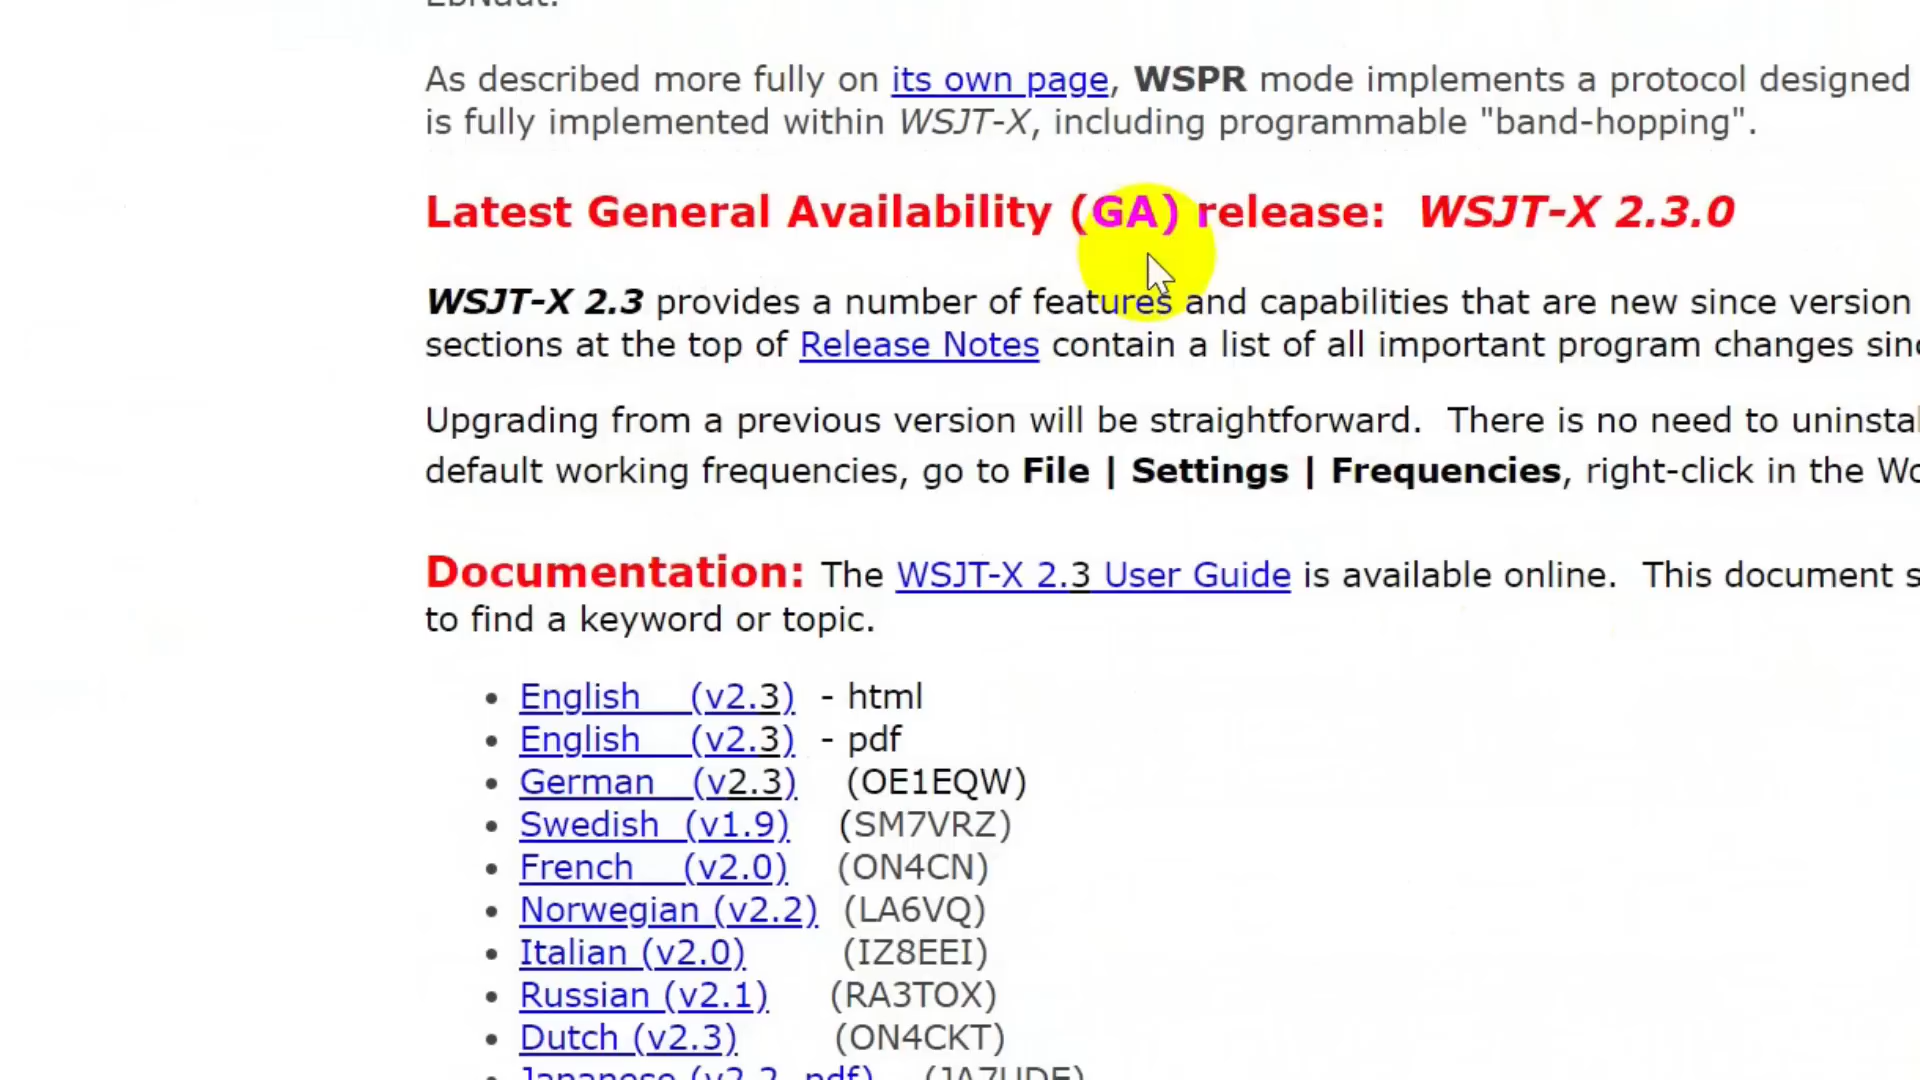 As described more fully on its own page, WSPR mode implements a protocol designed
is fully implemented within WSJT-X, including programmable "band-hopping".
Latest General Availability (GA) release: WSJT-X 2.3.0
WSJT-X 2.3 provides a number of features and capabilities that are new since version
sections at the top of Release Notes contain a list of all important program changes
Upgrading from a previous version will be straightforward. There is no need to
default working frequencies, go to File | Settings | Frequencies, right-click in the
Documentation: The WSJT-X 2.3 User Guide is available online. This document
to find a keyword or topic.
• English (v2.3) - html
• English (v2.3) - pdf
• German (v2.3) (OE1EQW)
• Swedish (v1.9) (SM7VRZ)
• French (v2.0) (ON4CN)
• Norwegian (v2.2) (LA6VQ)
• Italian (v2.0) (IZ8EEI)
• Russian (v2.1) (RA3TOX)
• Dutch (v2.3) (ON4CKT)